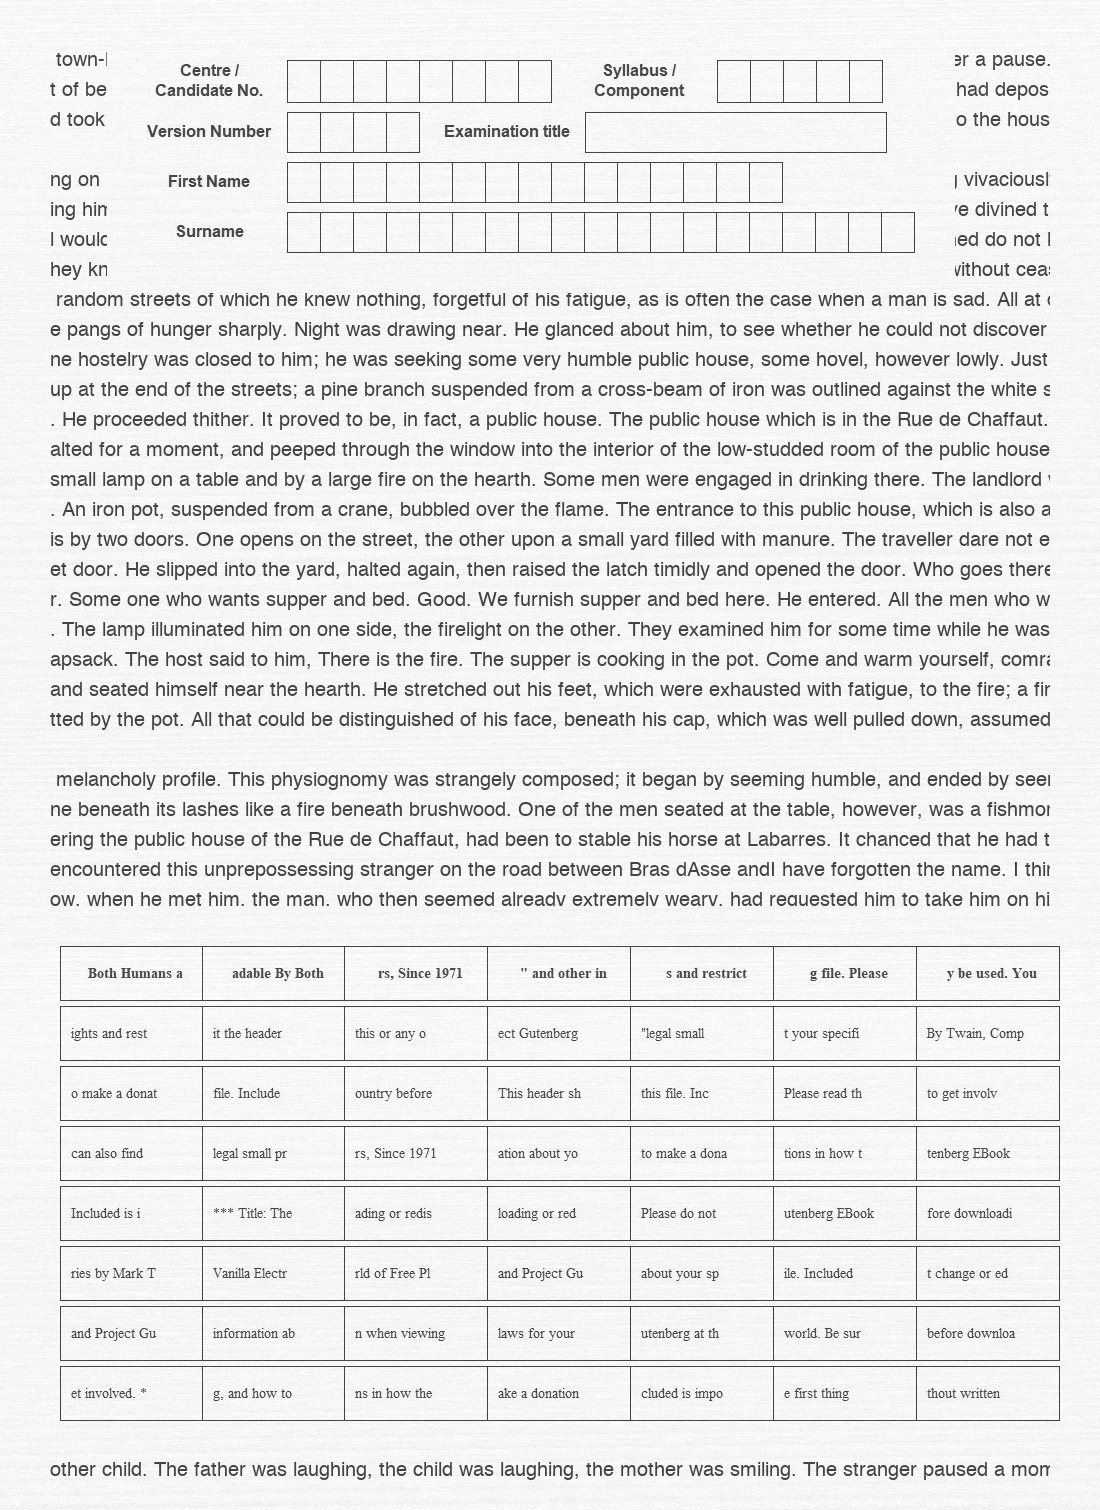 town-
er a pause.
Centre /
Candidate No.
Syllabus /
Component
t of be
had depos
d took
o the hous
Version Number
Examination title
ng on
vivaciousl
First Name
ing him
ve divined t
I would
ned do not
Surname
hey kn
without ceas
random streets of which he knew nothing, forgetful of his fatigue, as is often the case when a man is sad. All at
e pangs of hunger sharply. Night was drawing near. He glanced about him, to see whether he could not discover
ne hostelry was closed to him; he was seeking some very humble public house, some hovel, however lowly. Just
up at the end of the streets; a pine branch suspended from a cross-beam of iron was outlined against the white s
. He proceeded thither. It proved to be, in fact, a public house. The public house which is in the Rue de Chaffaut.
alted for a moment, and peeped through the window into the interior of the low-studded room of the public house
small lamp on a table and by a large fire on the hearth. Some men were engaged in drinking there. The landlord
. An iron pot, suspended from a crane, bubbled over the flame. The entrance to this public house, which is also a
is by two doors. One opens on the street, the other upon a small yard filled with manure. The traveller dare not e
et door. He slipped into the yard, halted again, then raised the latch timidly and opened the door. Who goes there
r. Some one who wants supper and bed. Good. We furnish supper and bed here. He entered. All the men who w
. The lamp illuminated him on one side, the firelight on the other. They examined him for some time while he was
apsack. The host said to him, There is the fire. The supper is cooking in the pot. Come and warm yourself, comra
and seated himself near the hearth. He stretched out his feet, which were exhausted with fatigue, to the fire; a fin
tted by the pot. All that could be distinguished of his face, beneath his cap, which was well pulled down, assumed
melancholy profile. This physiognomy was strangely composed; it began by seeming humble, and ended by seem
ne beneath its lashes like a fire beneath brushwood. One of the men seated at the table, however, was a fishmon
ering the public house of the Rue de Chaffaut, had been to stable his horse at Labarres. It chanced that he had t
encountered this unprepossessing stranger on the road between Bras dAsse andI have forgotten the name. I thin
ow. when he met him, the man, who then seemed already extremely weary, had requested him to take him on hi
Both Humans a
adable By Both
rs, Since 1971
" and other in
s and restrict
g file. Please
y be used. You
ights and rest
it the header
this or any o
ect Gutenberg
"legal small
t your specifi
By Twain, Comp
o make a donat
file. Include
ountry before
This header sh
this file. Inc
Please read th
to get involv
can also find
legal small pr
rs, Since 1971
ation about yo
to make a dona
tions in how t
tenberg EBook
Included is i
*** Title: The
ading or redis
loading or red
Please do not
utenberg EBook
fore downloadi
ries by Mark T
Vanilla Electr
rld of Free Pl
and Project Gu
about your sp
ile. Included
t change or ed
and Project Gu
information ab
n when viewing
laws for your
utenberg at th
world. Be sur
before downloa
et involved. *
g, and how to
ns in how the
ake a donation
cluded is impo
e first thing
thout written
other child. The father was laughing, the child was laughing, the mother was smiling. The stranger paused a mom